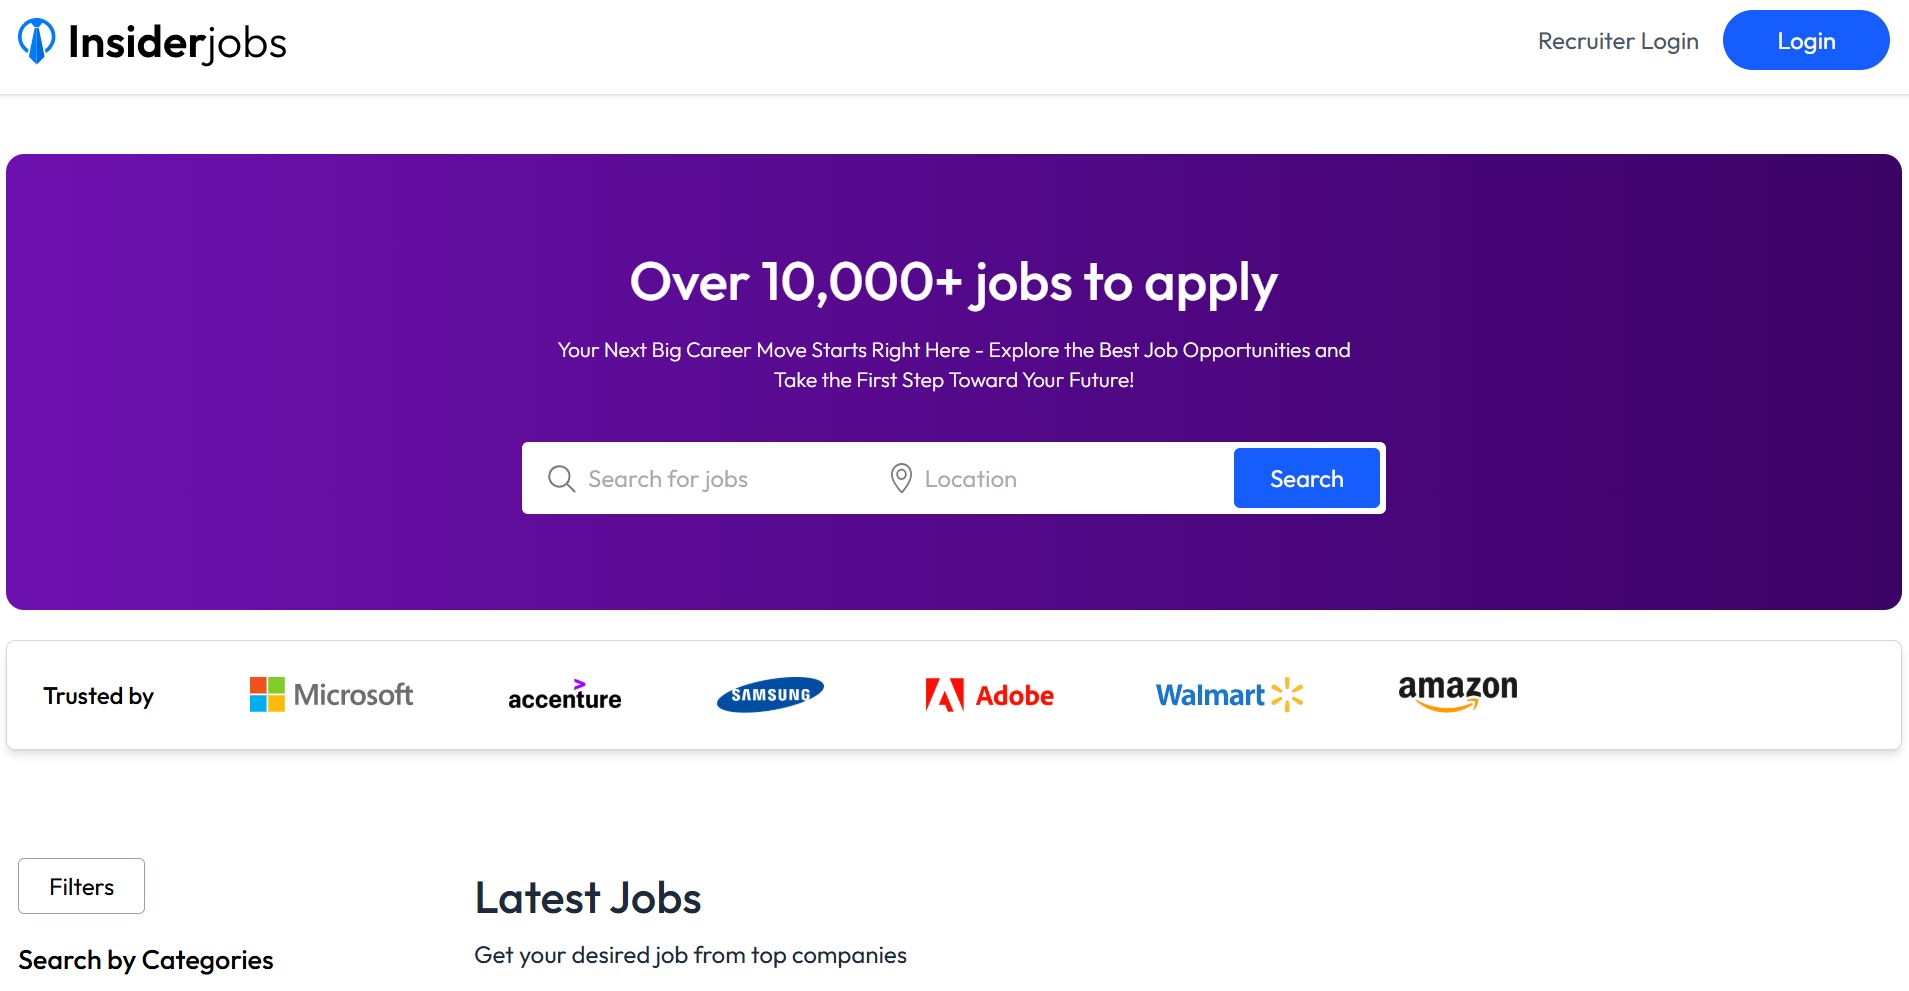 Insiderjobs
Recruiter Login
Login
Over 10,000+ jobs to apply
Your Next Big Career Move Starts Right Here - Explore the Best Job Opportunities and
Take the First Step Toward Your Future!
Search for jobs
Location
Search
Trusted by
Microsoft
accenture
SAMSUNG
Adobe
Walmart
amazon
Filters
Latest Jobs
Search by Categories
Get your desired job from top companies